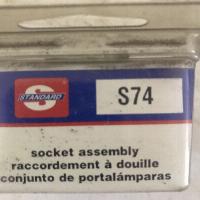 S
STANDARD
S74
socket assembly
raccordement à douille
conjunto de portalámparas